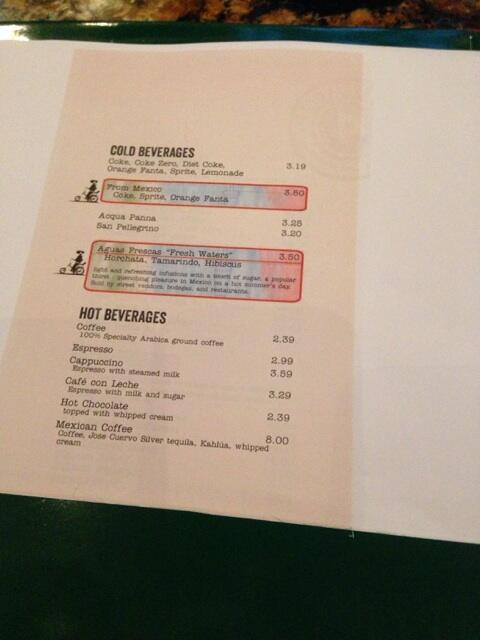 COLD BEVERAGES
Coke, Coke Zero, Diet Coke, 3.19
Orange Fanta, Sprite, Lemonade
From Mexico 3.50
Coke, Sprite, Orange Fanta
Acqua Panna 3.25
San Pellegrino 3.20
Aguas Frescas "Fresh Waters" 3.50
Horchata, Tamarindo, Hibiscus
light and refreshing infusions with a touch of sugar, a popular
thirst - quenching pleasure in Mexico on a hot summer's day.
Sold by street vendors, bodegas, and restaurants.
HOT BEVERAGES
Coffee 2.39
100% Specialty Arabica ground coffee
Espresso 2.99
Cappuccino 3.59
Espresso with steamed milk
Café con Leche 3.29
Espresso with milk and sugar
Hot Chocolate 2.39
topped with whipped cream
Mexican Coffee 8.00
Coffee, Jose Cuervo Silver tequila, Kahlúa, whipped
cream